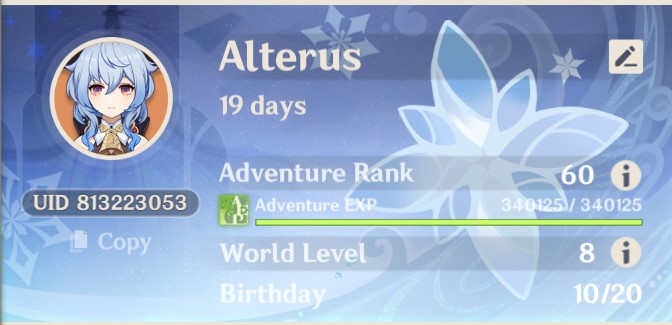 Alterus
19 days
Adventure Rank 60 i
AEP Adventure EXP 340125 / 340125
UID 813223053
Copy
World Level 8 i
Birthday 10/20